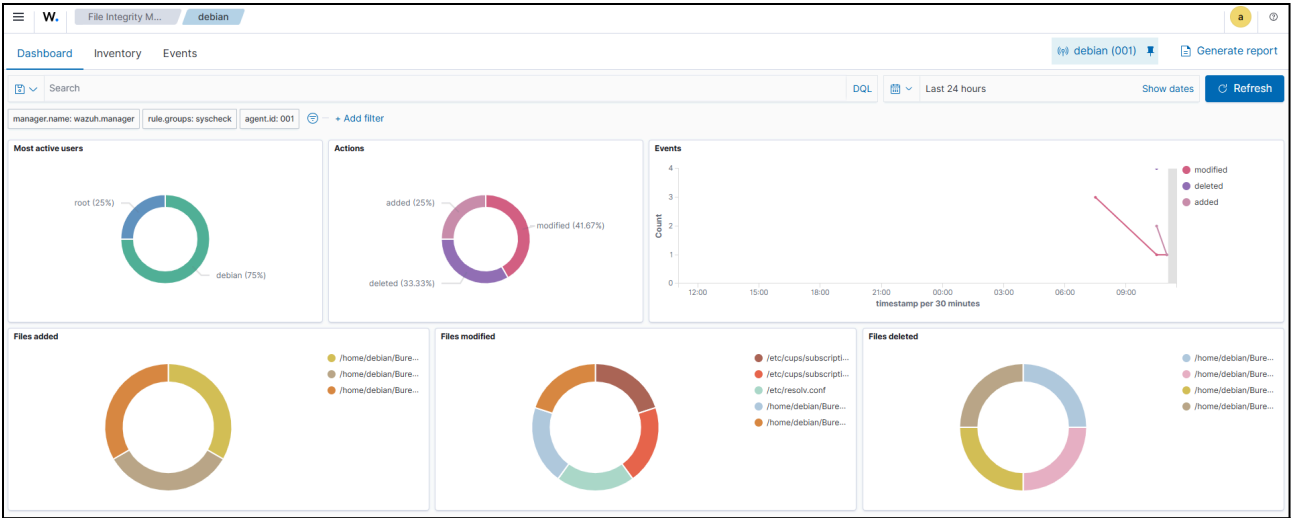 W. File Integrity M... debian a
Dashboard Inventory Events debian (001) Generate report
Search DQL Last 24 hours Show dates Refresh
manager.name: wazuh.manager rule.groups: syscheck agent.id: 001 + Add filter
Most active users
root (25%)
debian (75%)
Actions
added (25%)
modified (41.67%)
deleted (33.33%)
Events
4
3
2
1
0
Count
12:00 15:00 18:00 21:00 00:00 03:00 06:00 09:00
timestamp per 30 minutes
modified
deleted
added
Files added
/home/debian/Bure...
/home/debian/Bure...
/home/debian/Bure...
Files modified
/etc/cups/subscripti...
/etc/cups/subscripti...
/etc/resolv.conf
/home/debian/Bure...
/home/debian/Bure...
Files deleted
/home/debian/Bure...
/home/debian/Bure...
/home/debian/Bure...
/home/debian/Bure...